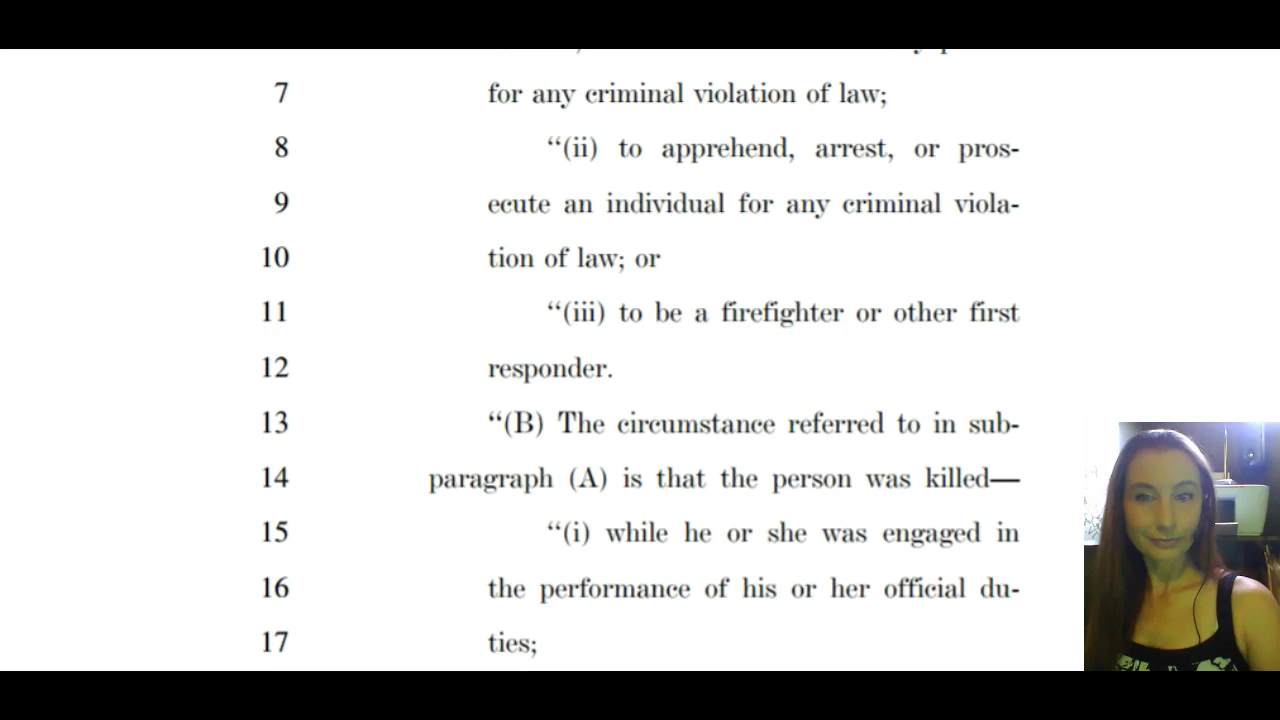 7 for any criminal violation of law;
8 “(ii) to apprehend, arrest, or pros-
9 ecute an individual for any criminal viola-
10 tion of law; or
11 “(iii) to be a firefighter or other first
12 responder.
13 “(B) The circumstance referred to in sub-
14 paragraph (A) is that the person was killed—
15 “(i) while he or she was engaged in
16 the performance of his or her official du-
17 ties;